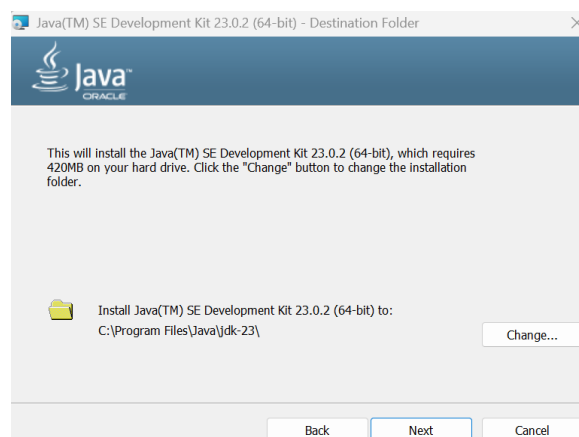 Java(TM) SE Development Kit 23.0.2 (64-bit) - Destination Folder
Java™
ORACLE
This will install the Java(TM) SE Development Kit 23.0.2 (64-bit), which requires
420MB on your hard drive. Click the "Change" button to change the installation
folder.
Install Java(TM) SE Development Kit 23.0.2 (64-bit) to:
C:\Program Files\Java\jdk-23\
Change...
Back Next Cancel